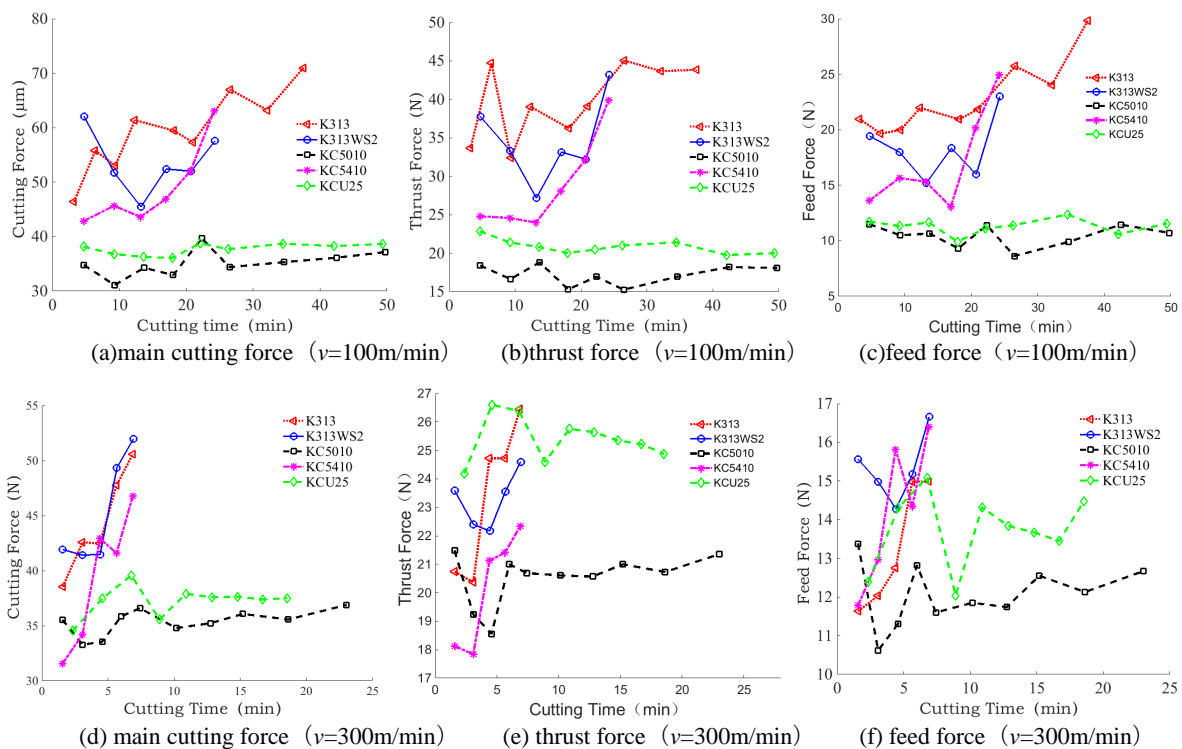 80
70
60
50
40
30
0
10
20
30
40
50
Cutting Force (μm)
Cutting time (min)
K313
K313WS2
KC5010
KC5410
KCU25
50
45
40
35
30
25
20
15
0
10
20
30
40
50
Thrust Force (N)
Cutting Time (min)
K313
K313WS2
KC5010
KC5410
KCU25
30
25
20
15
10
5
0
10
20
30
40
50
Feed Force（N）
Cutting Time（min）
K313
K313WS2
KC5010
KC5410
KCU25
(a)main cutting force （v=100m/min）
(b)thrust force （v=100m/min）
(c)feed force （v=100m/min）
55
50
45
40
35
30
0
5
10
15
20
25
Cutting Force (N)
Cutting Time (min)
K313
K313WS2
KC5010
KC5410
KCU25
27
26
25
24
23
22
21
20
19
18
17
0
5
10
15
20
25
Thrust Force（N）
Cutting Time（min）
K313
K313WS2
KC5010
KC5410
KCU25
17
16
15
14
13
12
11
10
0
5
10
15
20
25
Feed Force (N)
Cutting Time (min)
K313
K313WS2
KC5010
KC5410
KCU25
(d) main cutting force （v=300m/min）
(e) thrust force （v=300m/min）
(f) feed force （v=300m/min）